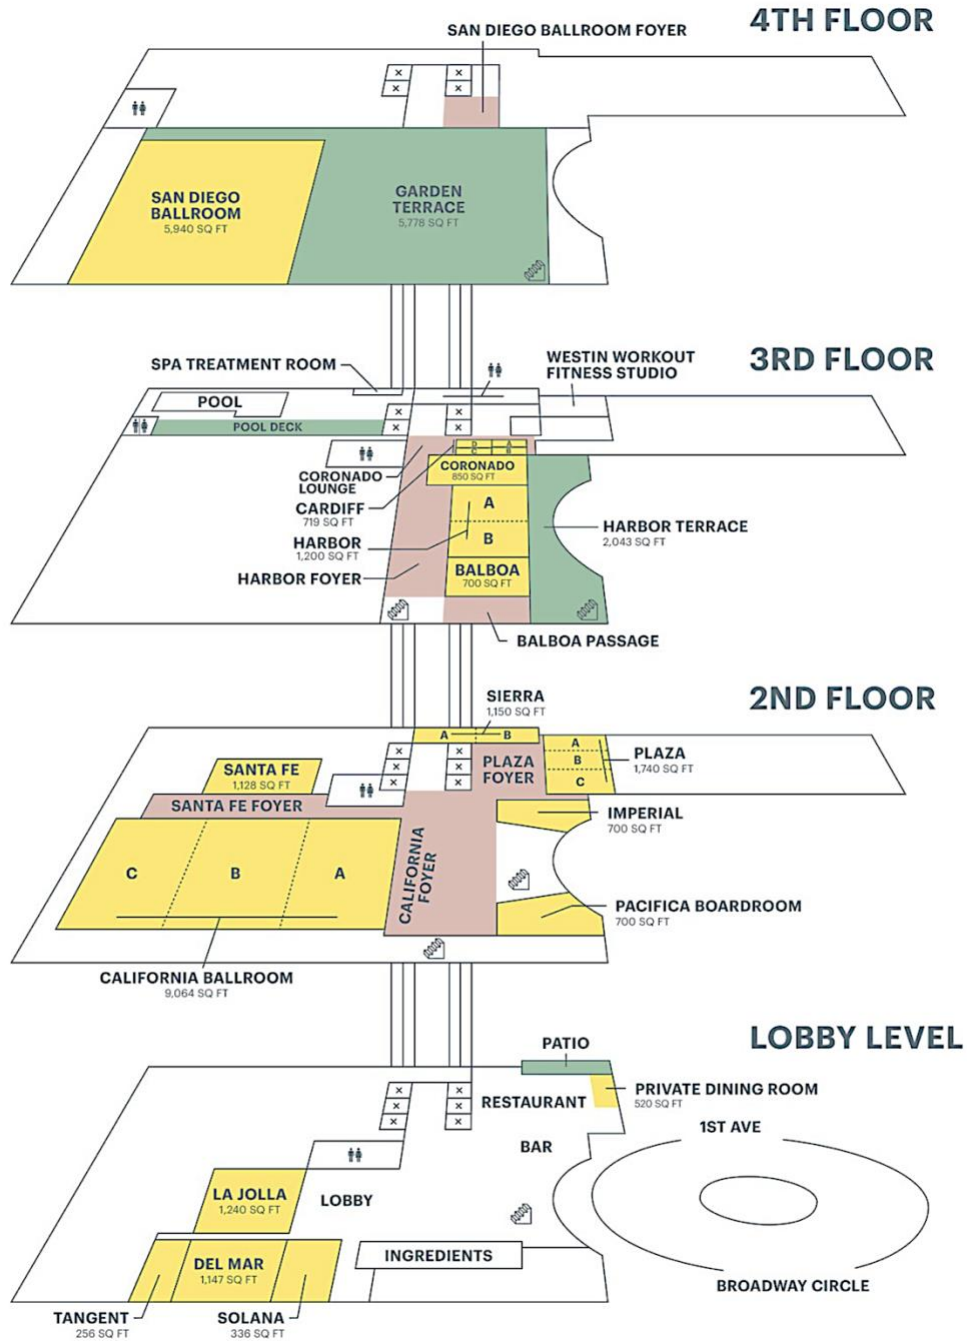 4TH FLOOR
SAN DIEGO BALLROOM FOYER
×
×
×
×
SAN DIEGO
BALLROOM
5,940 SQ FT
GARDEN
TERRACE
5,778 SQ FT
3RD FLOOR
SPA TREATMENT ROOM
WESTIN WORKOUT
FITNESS STUDIO
POOL
POOL DECK
×
×
×
×
D
A
C
B
CORONADO
850 SQ FT
CORONADO
LOUNGE
CARDIFF
719 SQ FT
A
HARBOR TERRACE
2,043 SQ FT
HARBOR
1,200 SQ FT
B
HARBOR FOYER
BALBOA
700 SQ FT
BALBOA PASSAGE
2ND FLOOR
SIERRA
1,150 SQ FT
A
B
×
×
×
×
×
×
PLAZA
FOYER
A
B
C
PLAZA
1,740 SQ FT
SANTA FE
1,128 SQ FT
SANTA FE FOYER
IMPERIAL
700 SQ FT
C
B
A
CALIFORNIA
FOYER
PACIFICA BOARDROOM
700 SQ FT
CALIFORNIA BALLROOM
9,064 SQ FT
LOBBY LEVEL
PATIO
×
×
×
×
×
×
RESTAURANT
PRIVATE DINING ROOM
520 SQ FT
1ST AVE
BAR
LA JOLLA
1,240 SQ FT
LOBBY
INGREDIENTS
DEL MAR
1,147 SQ FT
BROADWAY CIRCLE
TANGENT
256 SQ FT
SOLANA
336 SQ FT